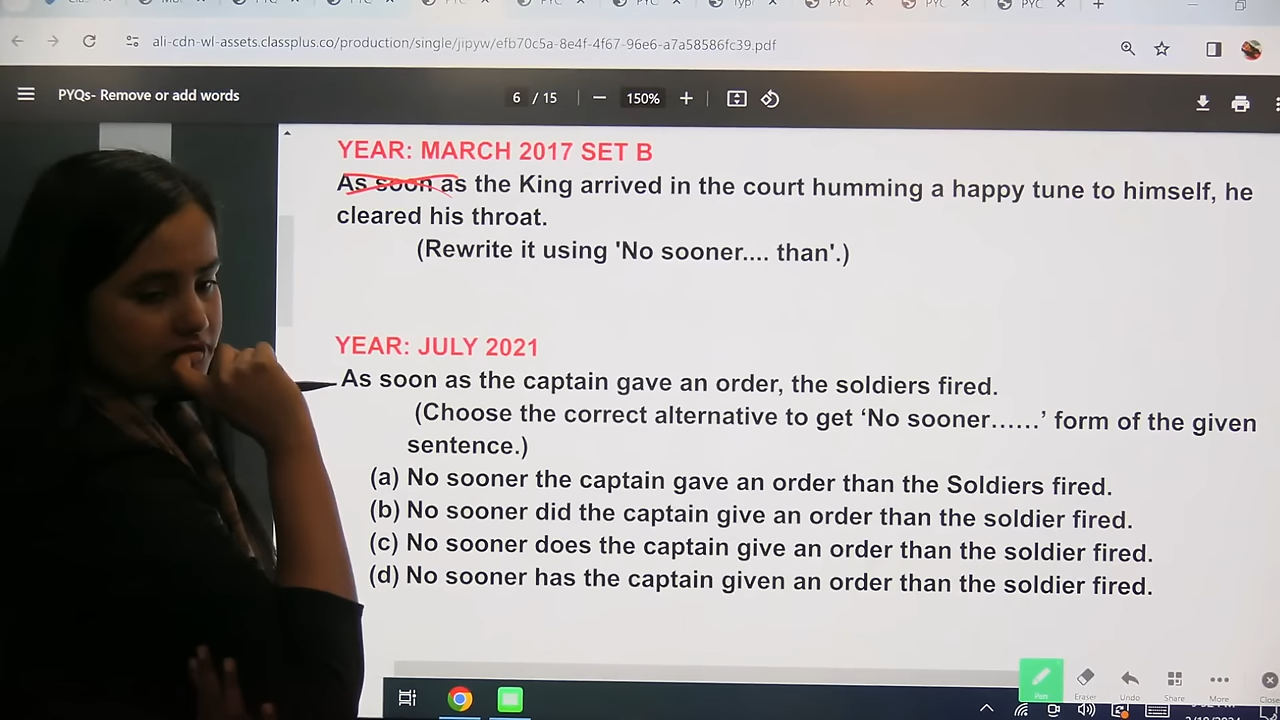 ali-cdn-wl-assets.classplus.co/production/single/jipyw/efb70c5a-8e4f-4f67-96e6-a7a58586fc39.pdf
PYQs- Remove or add words
6 / 15
150%
YEAR: MARCH 2017 SET B
As soon as the King arrived in the court humming a happy tune to himself, he
cleared his throat.
(Rewrite it using 'No sooner.... than'.)
YEAR: JULY 2021
As soon as the captain gave an order, the soldiers fired.
(Choose the correct alternative to get ‘No sooner……’ form of the given
sentence.)
(a) No sooner the captain gave an order than the Soldiers fired.
(b) No sooner did the captain give an order than the soldier fired.
(c) No sooner does the captain give an order than the soldier fired.
(d) No sooner has the captain given an order than the soldier fired.
Pen
Eraser
Undo
Share
More
Close